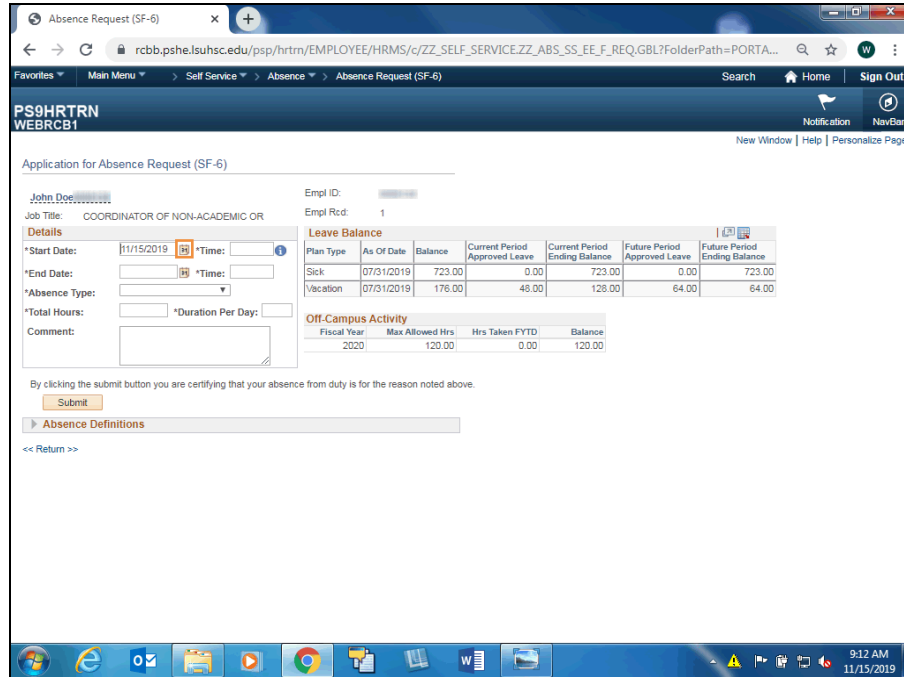 Absence Request (SF-6)
rcbb.pshe.lsuhsc.edu/psp/hrtrn/EMPLOYEE/HRMS/c/ZZ_SELF_SERVICE.ZZ_ABS_SS_EE_F_REQ.GBL?FolderPath=PORTA... W
Favorites Main Menu > Self Service > Absence > Absence Request (SF-6) Search Home Sign Out
PS9HRTRN
WEBRCB1
Notification NavBar
New Window | Help | Personalize Page
Application for Absence Request (SF-6)
John Doe Empl ID:
Job Title: COORDINATOR OF NON-ACADEMIC OR Empl Rcd: 1
Details
*Start Date: 11/15/2019 *Time:
*End Date: *Time:
*Absence Type:
*Total Hours: *Duration Per Day:
Comment:
Leave Balance
Plan Type As Of Date Balance Current Period Approved Leave Current Period Ending Balance Future Period Approved Leave Future Period Ending Balance
Sick 07/31/2019 723.00 0.00 723.00 0.00 723.00
Vacation 07/31/2019 176.00 48.00 128.00 64.00 64.00
Off-Campus Activity
Fiscal Year Max Allowed Hrs Hrs Taken FYTD Balance
2020 120.00 0.00 120.00
By clicking the submit button you are certifying that your absence from duty is for the reason noted above.
Submit
Absence Definitions
<< Return >>
9:12 AM
11/15/2019